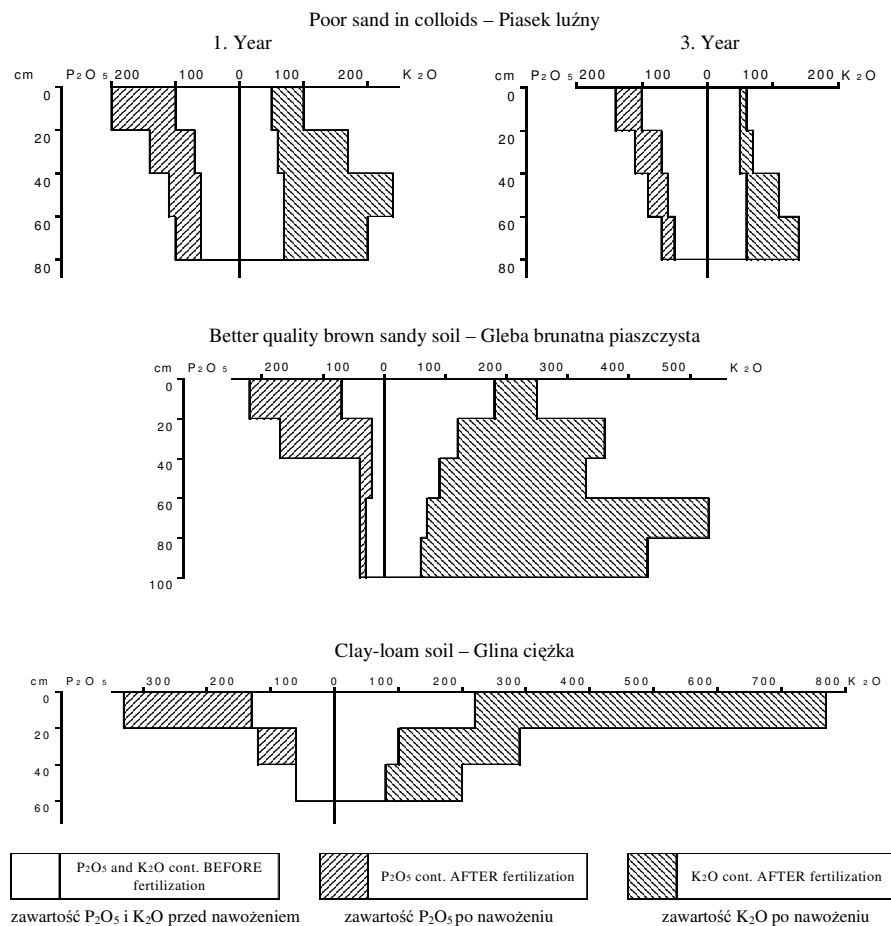 Poor sand in colloids – Piasek luźny
1. Year 3. Year
cm P₂O₅ 200 100 0 100 200 K₂O cm P₂O₅ 200 100 0 100 200 K₂O
0 0
20 20
40 40
60 60
80 80
Better quality brown sandy soil – Gleba brunatna piaszczysta
cm P₂O₅ 200 100 0 100 200 300 400 500 K₂O
0
20
40
60
80
100
Clay-loam soil – Glina ciężka
cm P₂O₅ 300 200 100 0 100 200 300 400 500 600 700 800 K₂O
0
20
40
60
P₂O₅ and K₂O cont. BEFORE
fertilization
P₂O₅ cont. AFTER fertilization
K₂O cont. AFTER fertilization
zawartość P₂O₅ i K₂O przed nawożeniem zawartość P₂O₅ po nawożeniu zawartość K₂O po nawożeniu